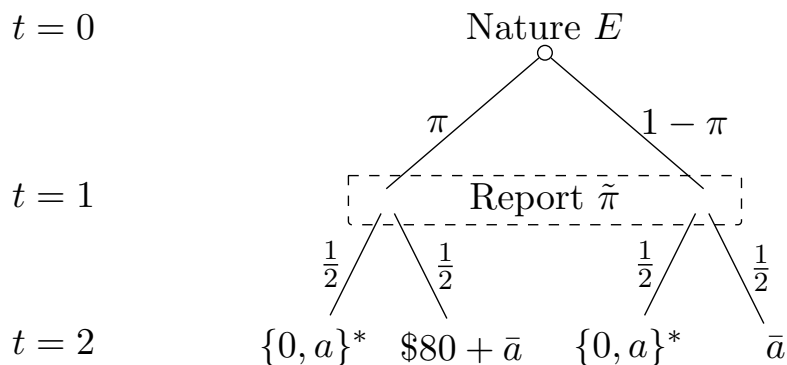 t = 0 Nature E
π 1 − π
t = 1 Report π̃
1/2 1/2 1/2 1/2
t = 2 {0, a}* $80 + ā {0, a}* ā